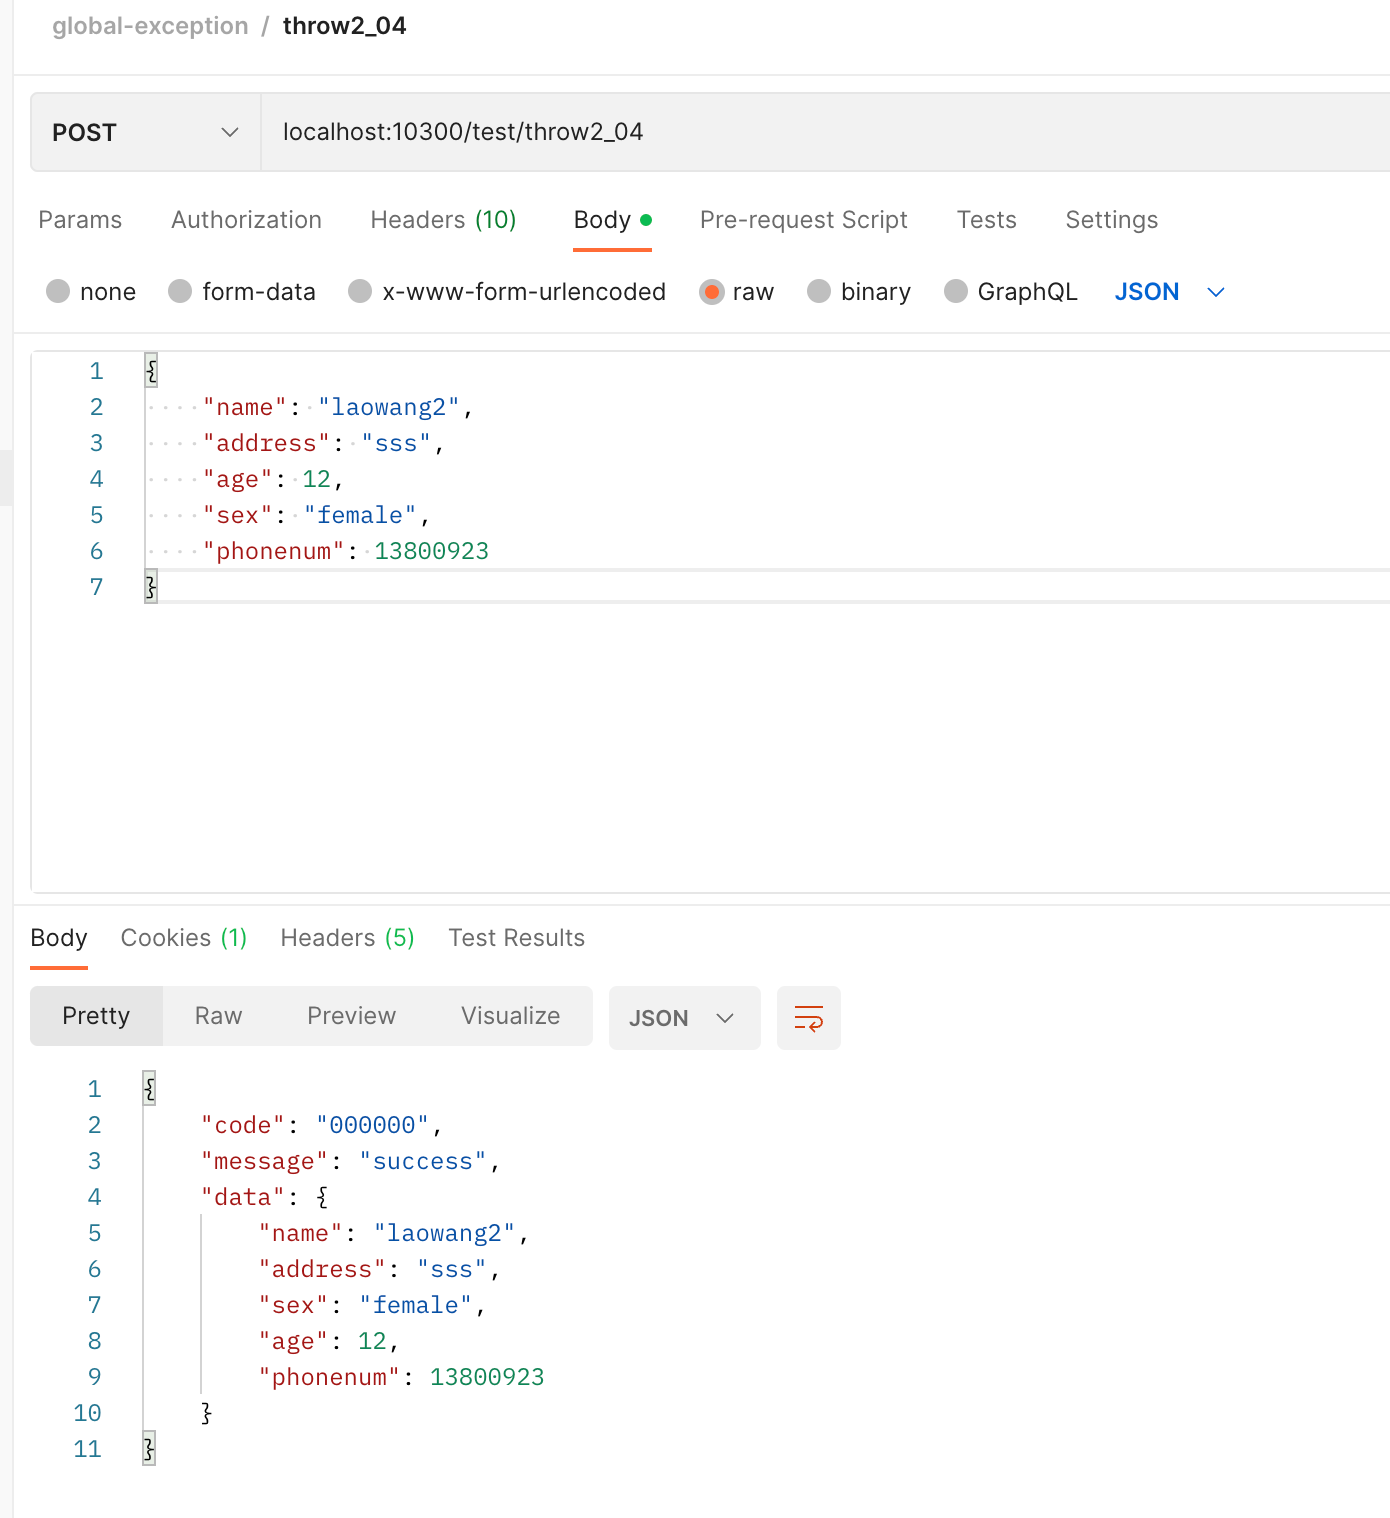 global-exception / throw2_04
POST localhost:10300/test/throw2_04
Params Authorization Headers (10) Body Pre-request Script Tests Settings
none form-data x-www-form-urlencoded raw binary GraphQL JSON
1 {
2 "name": "laowang2",
3 "address": "sss",
4 "age": 12,
5 "sex": "female",
6 "phonenum": 13800923
7 }
Body Cookies (1) Headers (5) Test Results
Pretty Raw Preview Visualize JSON
1 {
2 "code": "000000",
3 "message": "success",
4 "data": {
5 "name": "laowang2",
6 "address": "sss",
7 "sex": "female",
8 "age": 12,
9 "phonenum": 13800923
10 }
11 }